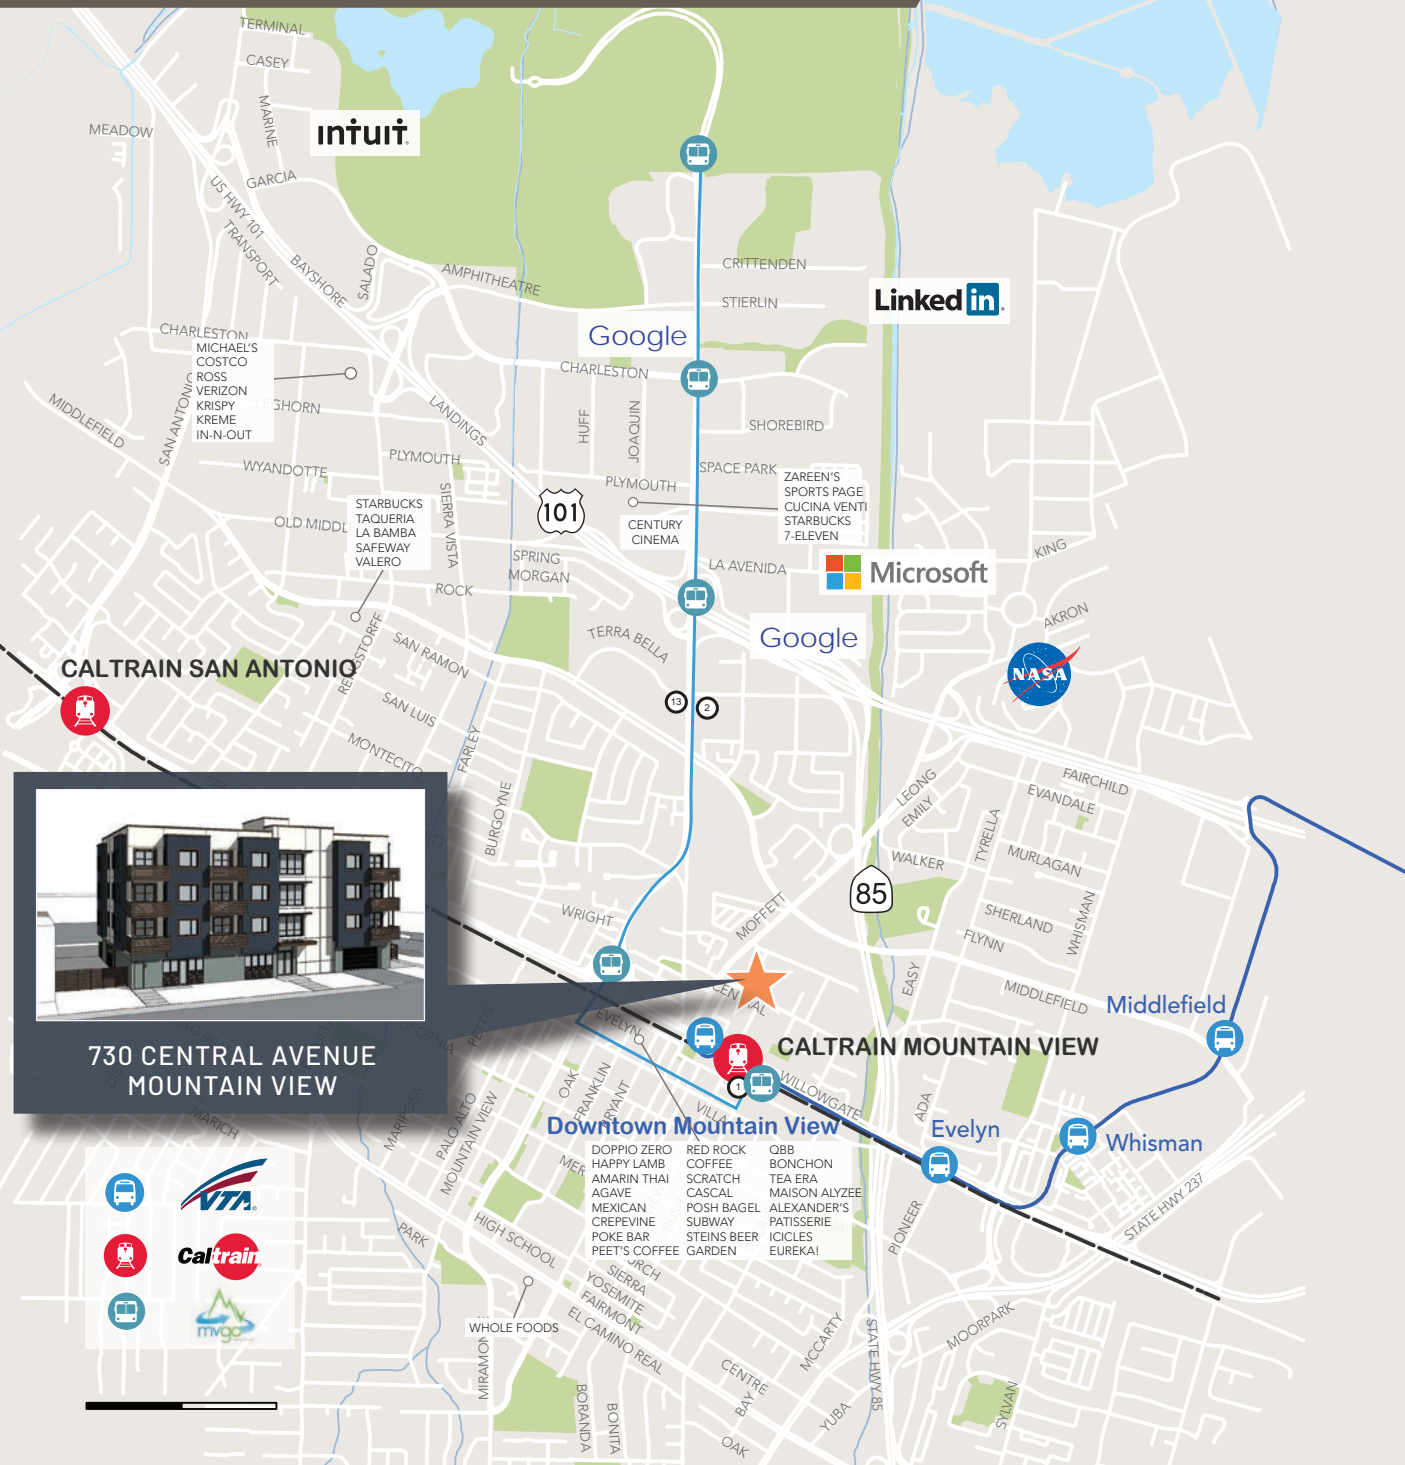 TERMINAL
CASEY
MARINE
MEADOW
intuit.
GARCIA
US HWY 101
TRANSPORT
BAYSHORE
SALADO
AMPHITHEATRE
CRITTENDEN
STIERLIN
Linked in.
Google
CHARLESTON
MICHAEL'S
COSTCO
ROSS
VERIZON
KRISPY
KREME
IN-N-OUT
CHARLESTON
SAN ANTONIO
MIDDLEFIELD
LANDINGS
HUFF
JOAQUIN
SHOREBIRD
WYANDOTTE
PLYMOUTH
PLYMOUTH
SPACE PARK
SIERRA VISTA
ZAREEN'S
SPORTS PAGE
CUCINA VENTI
STARBUCKS
7-ELEVEN
STARBUCKS
TAQUERIA
LA BAMBA
SAFEWAY
VALERO
101
CENTURY
CINEMA
SPRING
MORGAN
ROCK
LA AVENIDA
Microsoft
KING
AKRON
TERRA BELLA
Google
NASA
SAN RAMON
CALTRAIN SAN ANTONIO
SAN LUIS
13
2
MONTECITO
FARLEY
BURGOYNE
LEONG
EMILY
FAIRCHILD
EVANDALE
TYRELLA
WALKER
MURLAGAN
85
WRIGHT
MOFFETT
SHERLAND
FLYNN
WHISMAN
EASY
MIDDLEFIELD
CENTRAL
Middlefield
EVELYN
730 CENTRAL AVENUE
MOUNTAIN VIEW
CALTRAIN MOUNTAIN VIEW
1
WILLOWGATE
OAK
FRANKLIN
BRYANT
VILLA
ADA
Evelyn
Whisman
MARICH
MARIPOSA
PALO ALTO
MOUNTAIN VIEW
Downtown Mountain View
DOPPIO ZERO
HAPPY LAMB
AMARIN THAI
AGAVE
MEXICAN
CREPEVINE
POKE BAR
PEET'S COFFEE
RED ROCK
COFFEE
SCRATCH
CASCAL
POSH BAGEL
SUBWAY
STEINS BEER
GARDEN
QBB
BONCHON
TEA ERA
MAISON ALYZEE
ALEXANDER'S
PATISSERIE
ICICLES
EUREKA!
VTA
Caltrain
mvgo
PARK
HIGH SCHOOL
PIONEER
STATE HWY 237
SIERRA
YOSEMITE
FAIRMONT
EL CAMINO REAL
WHOLE FOODS
MCCARTY
MOORPARK
STATE HWY 85
CENTRE
BAY
YUBA
OAK
BORANDA
BONITA
SYLVAN